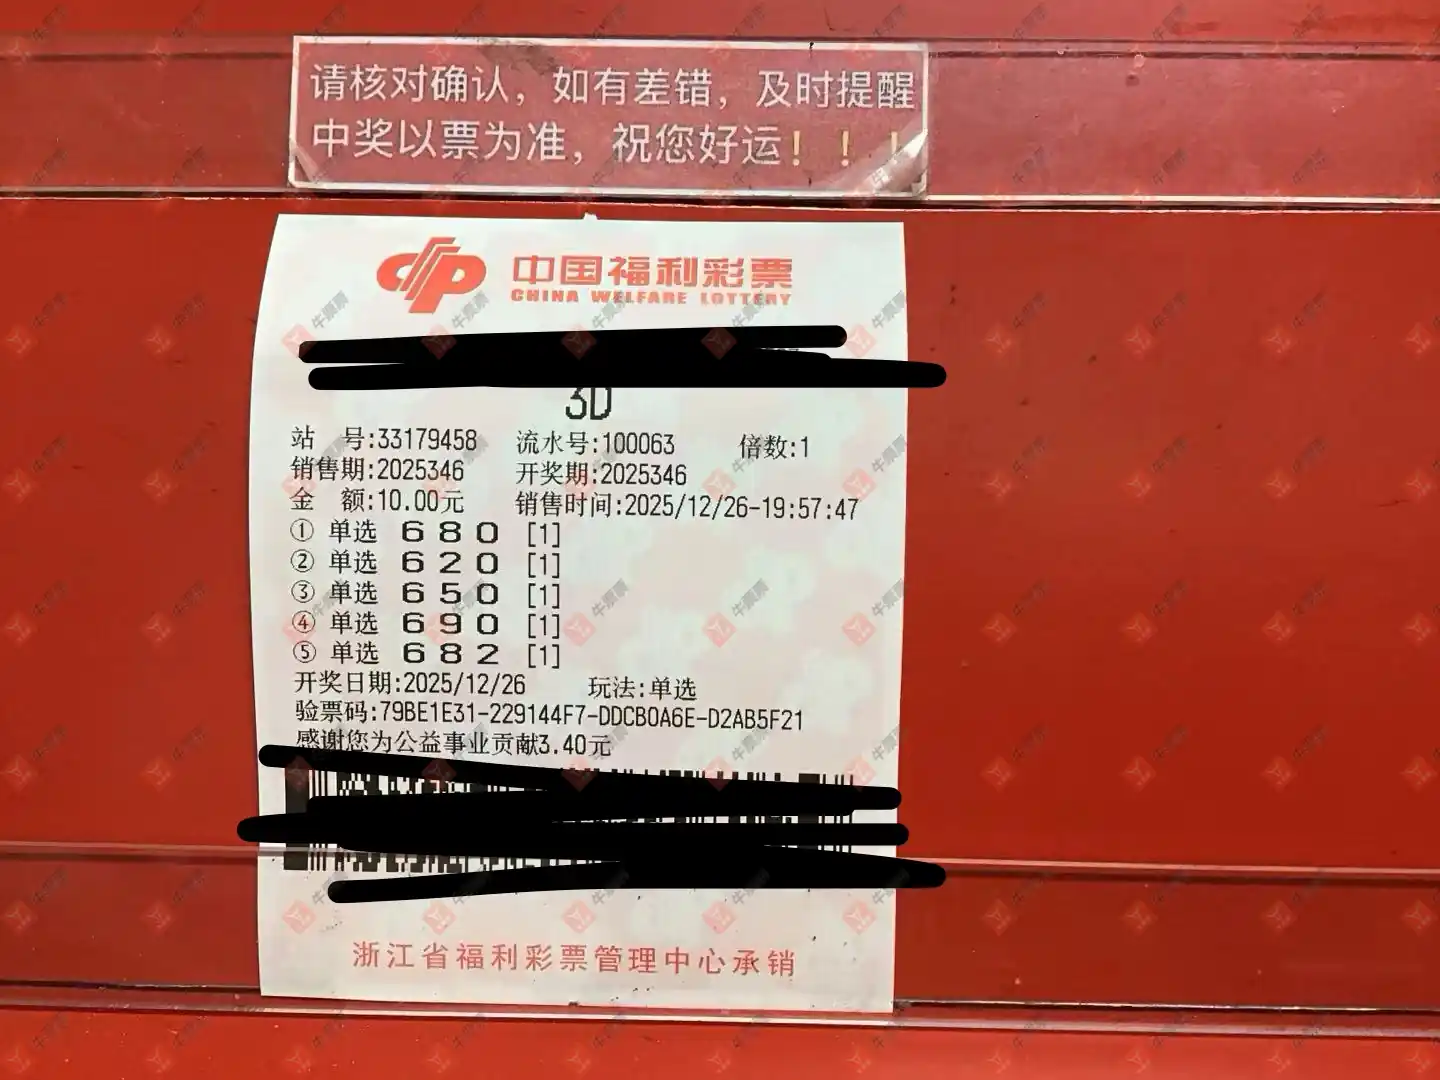 请核对确认，如有差错，及时提醒
中奖以票为准，祝您好运！！！
中国福利彩票
CHINA WELFARE LOTTERY
3D
站 号:33179458 流水号:100063 倍数:1
销售期:2025346 开奖期:2025346
金 额:10.00元 销售时间:2025/12/26-19:57:47
① 单选 6 8 0 [1]
② 单选 6 2 0 [1]
③ 单选 6 5 0 [1]
④ 单选 6 9 0 [1]
⑤ 单选 6 8 2 [1]
开奖日期:2025/12/26 玩法:单选
验票码:79BE1E31-229144F7-DDCB0A6E-D2AB5F21
感谢您为公益事业贡献3.40元
浙江省福利彩票管理中心承销